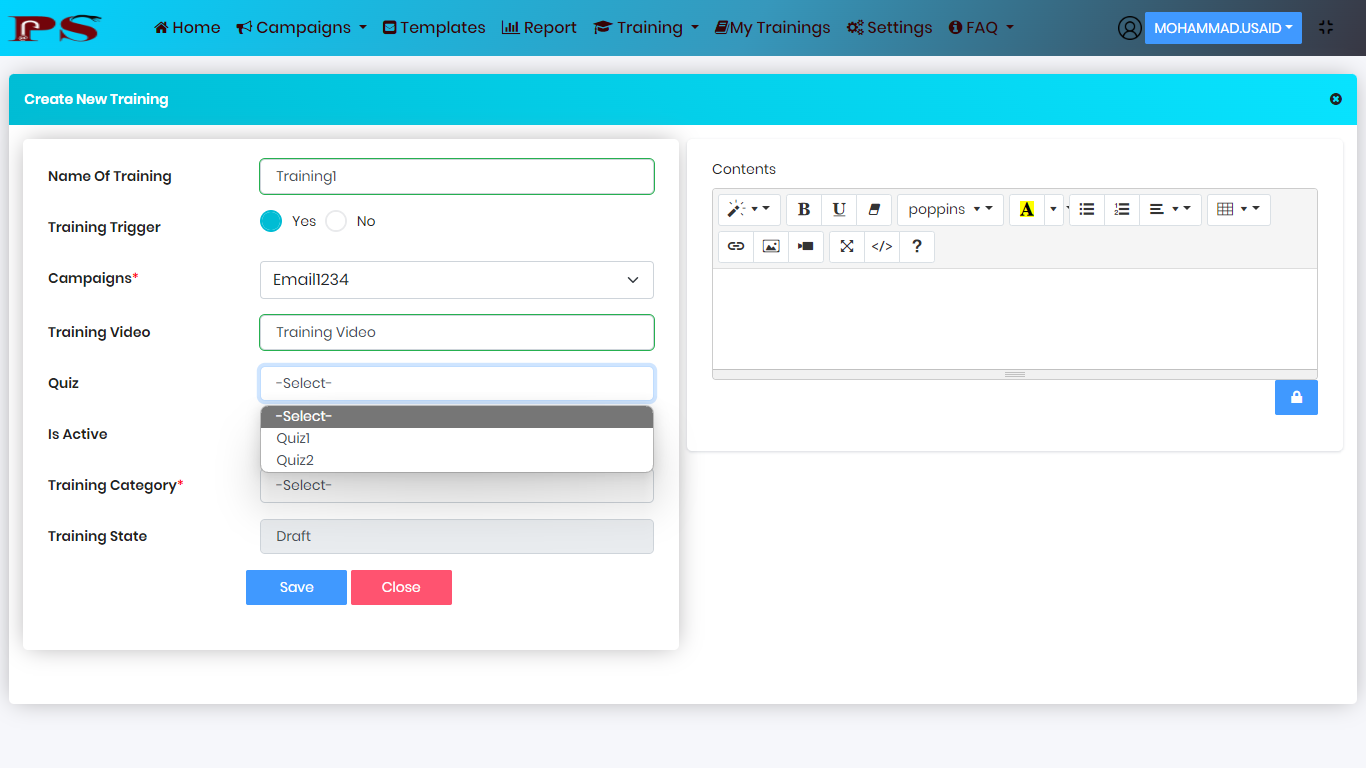 PS
Home Campaigns Templates Report Training My Trainings Settings FAQ MOHAMMAD.USAID
Create New Training
Name Of Training Training1
Training Trigger Yes No
Campaigns* Email1234
Training Video Training Video
Quiz -Select-
-Select-
Quiz1
Quiz2
Is Active
Training Category* -Select-
Training State Draft
Save Close
Contents
B U poppins A
</> ?